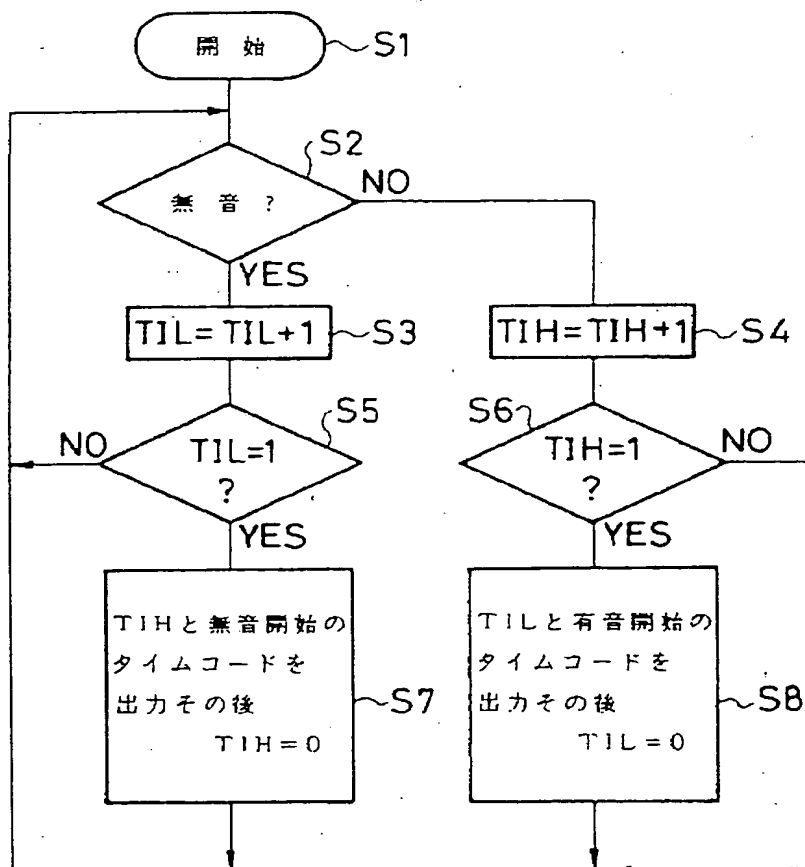 開始
S1
S2
無音?
NO
YES
TIL=TIL+1
S3
TIH=TIH+1
S4
S5
NO
TIL=1
?
YES
S6
TIH=1
?
NO
YES
TIHと無音開始の
タイムコードを
出力その後
TIH=0
S7
TILと有音開始の
タイムコードを
出力その後
TIL=0
S8